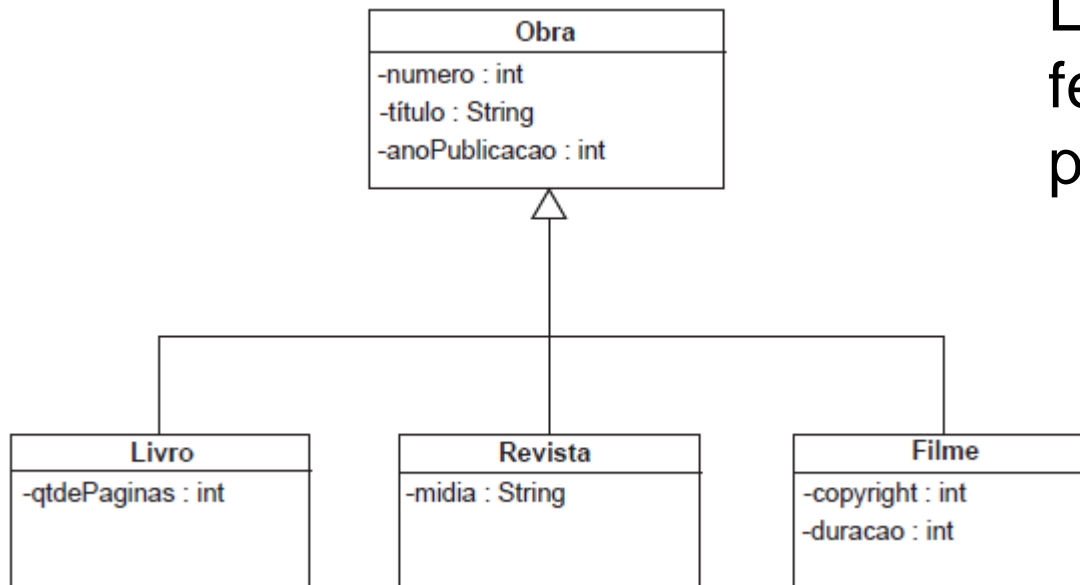 Obra
-numero : int
-título : String
-anoPublicacao : int
Livro
-qtdePaginas : int
Revista
-midia : String
Filme
-copyright : int
-duracao : int